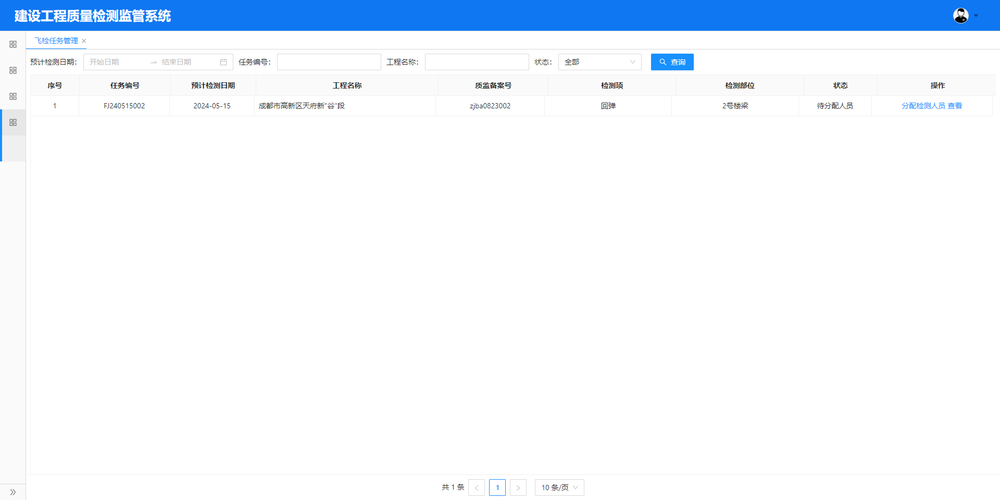 建设工程质量检测监管系统
飞检任务管理
预计检测日期： 开始日期 结束日期 任务编号： 工程名称： 状态： 全部 查询
序号 任务编号 预计检测日期 工程名称 质监备案号 检测项 检测部位 状态 操作
1 FJ240515002 2024-05-15 成都市高新区天府新"谷"段 zjba0823002 回弹 2号楼梁 待分配人员 分配检测人员 查看
共 1 条 < 1 > 10 条/页